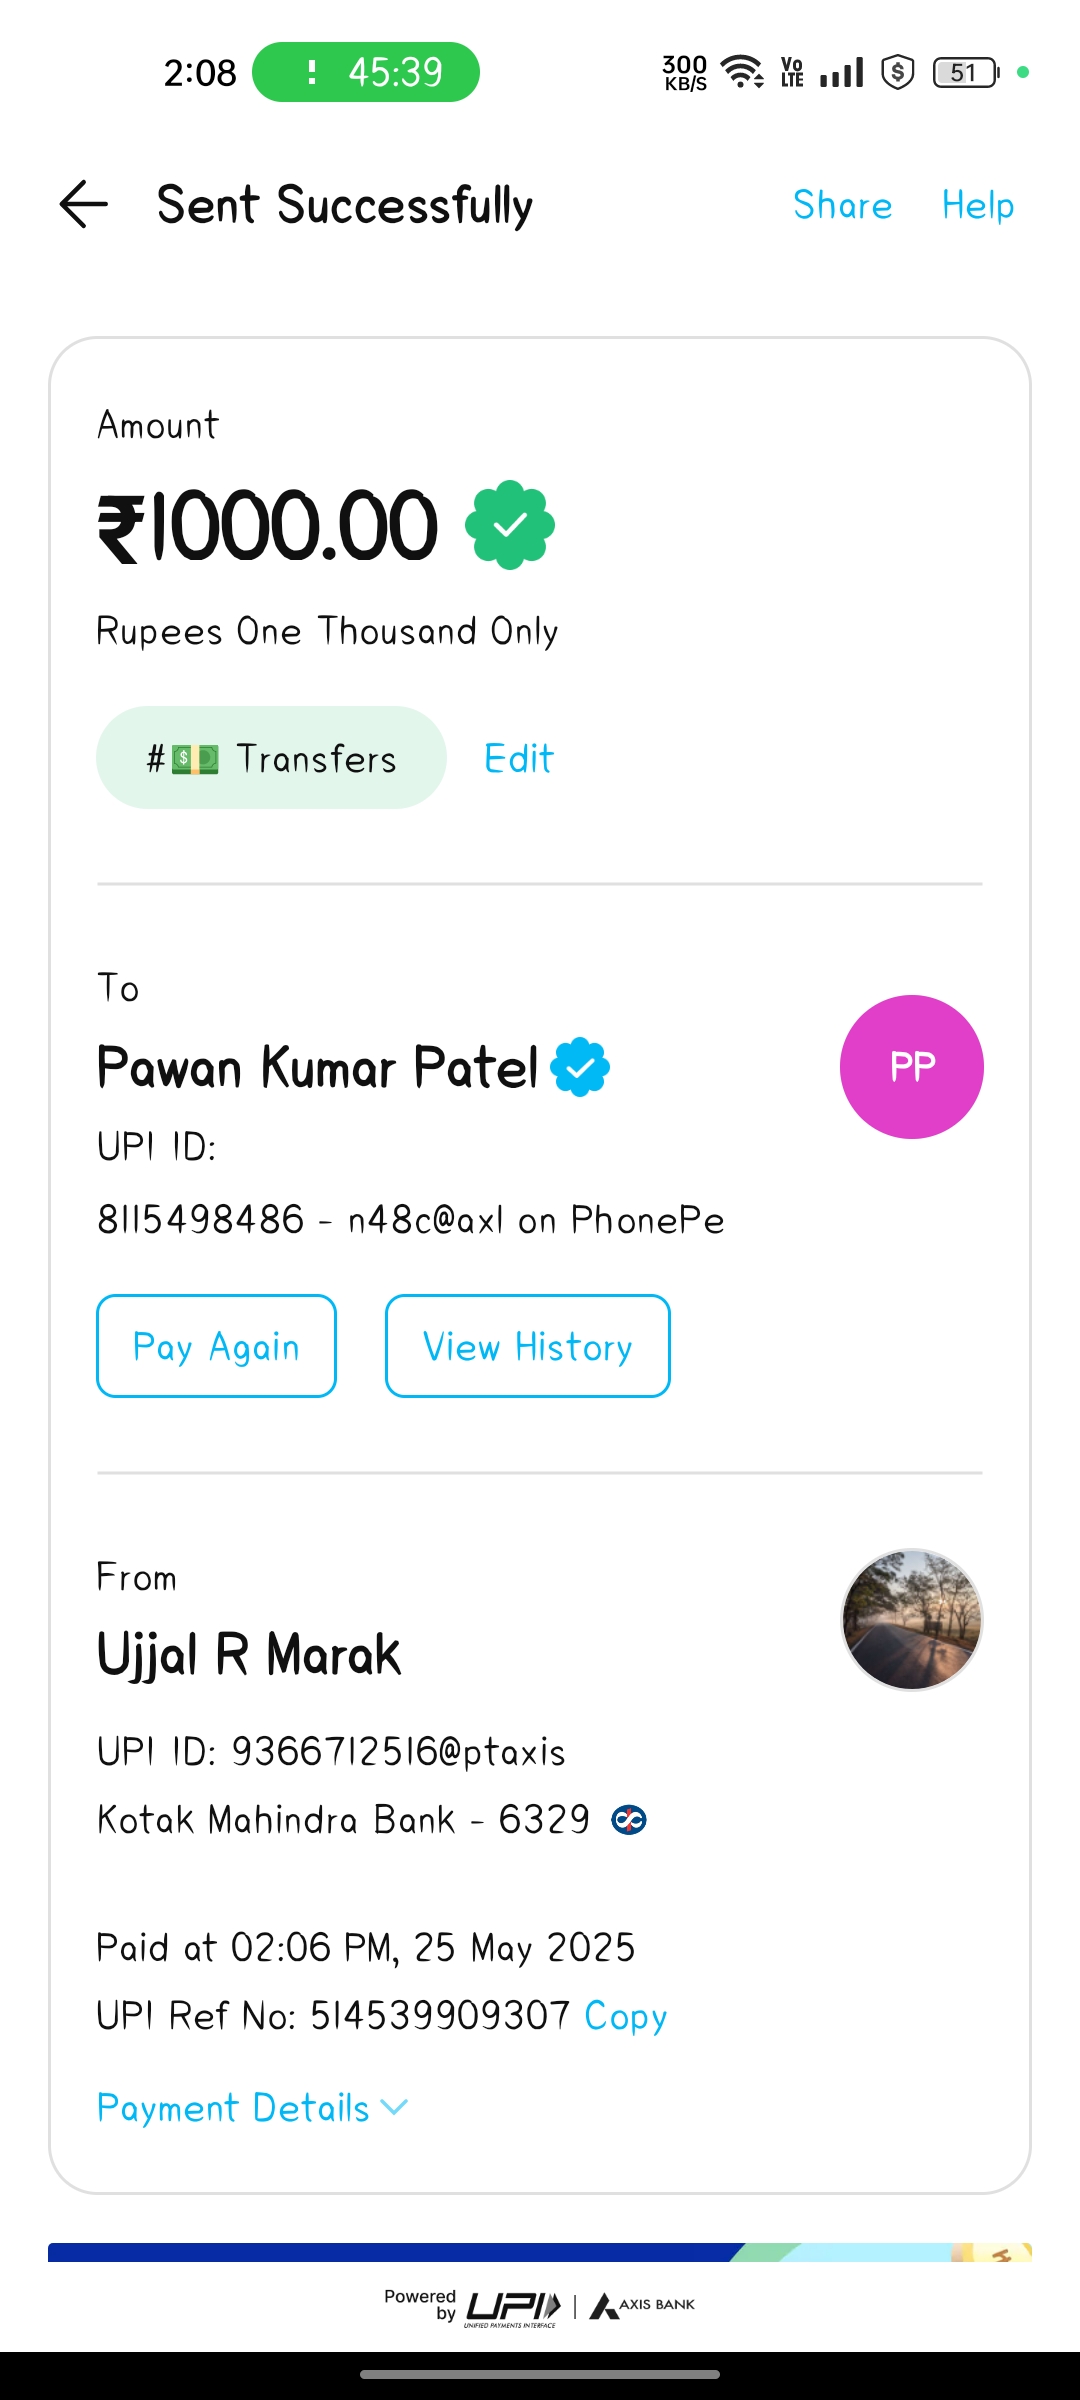 2:08 ! 45:39 300 KB/S Vo LTE 51
Sent Successfully Share Help
Amount
₹1000.00
Rupees One Thousand Only
#💵 Transfers Edit
To
Pawan Kumar Patel
PP
UPI ID:
8115498486 - n48c@axl on PhonePe
Pay Again View History
From
Ujjal R Marak
UPI ID: 9366712516@ptaxis
Kotak Mahindra Bank - 6329
Paid at 02:06 PM, 25 May 2025
UPI Ref No: 514539909307 Copy
Payment Details
Powered by UPI AXIS BANK
UNIFIED PAYMENTS INTERFACE